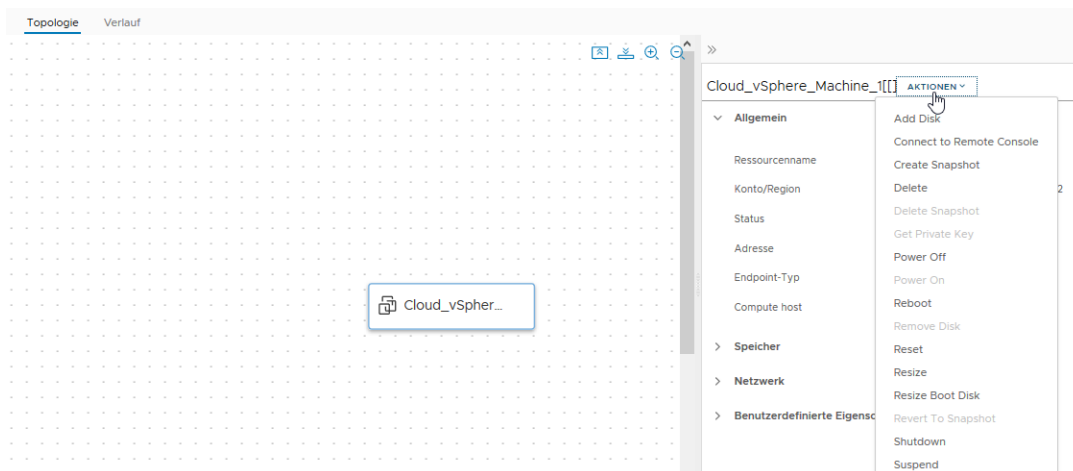 Topologie Verlauf
Cloud_vSphere_Machine_1[[] AKTIONEN
Allgemein
Ressourcenname
Konto/Region
2
Status
Adresse
Endpoint-Typ
Compute host
Speicher
Netzwerk
Benutzerdefinierte Eigensc
Cloud_vSpher...
Add Disk
Connect to Remote Console
Create Snapshot
Delete
Delete Snapshot
Get Private Key
Power Off
Power On
Reboot
Remove Disk
Reset
Resize
Resize Boot Disk
Revert To Snapshot
Shutdown
Suspend